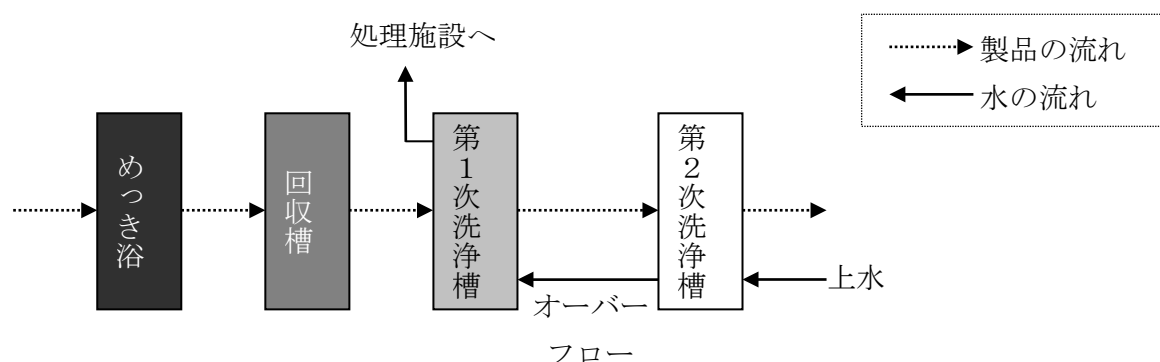 処理施設へ
製品の流れ
水の流れ
めっき浴
回収槽
第1次洗浄槽
第2次洗浄槽
オーバー
フロー
上水